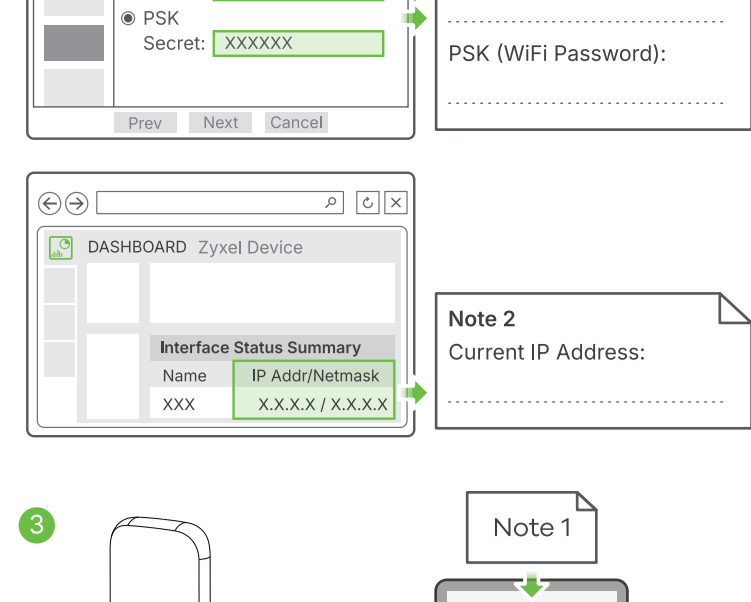 PSK
Secret: XXXXXX
Prev Next Cancel
PSK (WiFi Password):
DASHBOARD Zyxel Device
Interface Status Summary
Name IP Addr/Netmask
XXX X.X.X.X / X.X.X.X
Note 2
Current IP Address:
3
Note 1